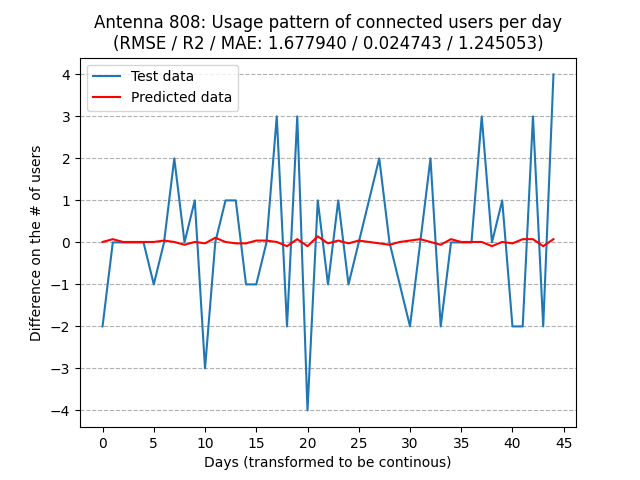 Antenna 808: Usage pattern of connected users per day
(RMSE / R2 / MAE: 1.677940 / 0.024743 / 1.245053)
Test data
Predicted data
4
3
2
1
0
−1
−2
−3
−4
Difference on the # of users
0 5 10 15 20 25 30 35 40 45
Days (transformed to be continous)